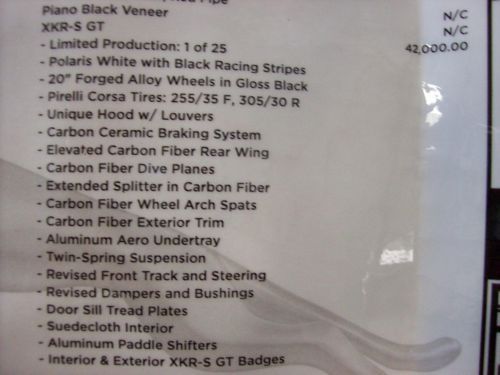 Pipe
Piano Black Veneer N/C
XKR-S GT N/C
- Limited Production: 1 of 25 42,000.00
- Polaris White with Black Racing Stripes
- 20" Forged Alloy Wheels in Gloss Black
- Pirelli Corsa Tires: 255/35 F, 305/30 R
- Unique Hood w/ Louvers
- Carbon Ceramic Braking System
- Elevated Carbon Fiber Rear Wing
- Carbon Fiber Dive Planes
- Extended Splitter in Carbon Fiber
- Carbon Fiber Wheel Arch Spats
- Carbon Fiber Exterior Trim
- Aluminum Aero Undertray
- Twin-Spring Suspension
- Revised Front Track and Steering
- Revised Dampers and Bushings
- Door Sill Tread Plates
- Suedecloth Interior
- Aluminum Paddle Shifters
- Interior & Exterior XKR-S GT Badges